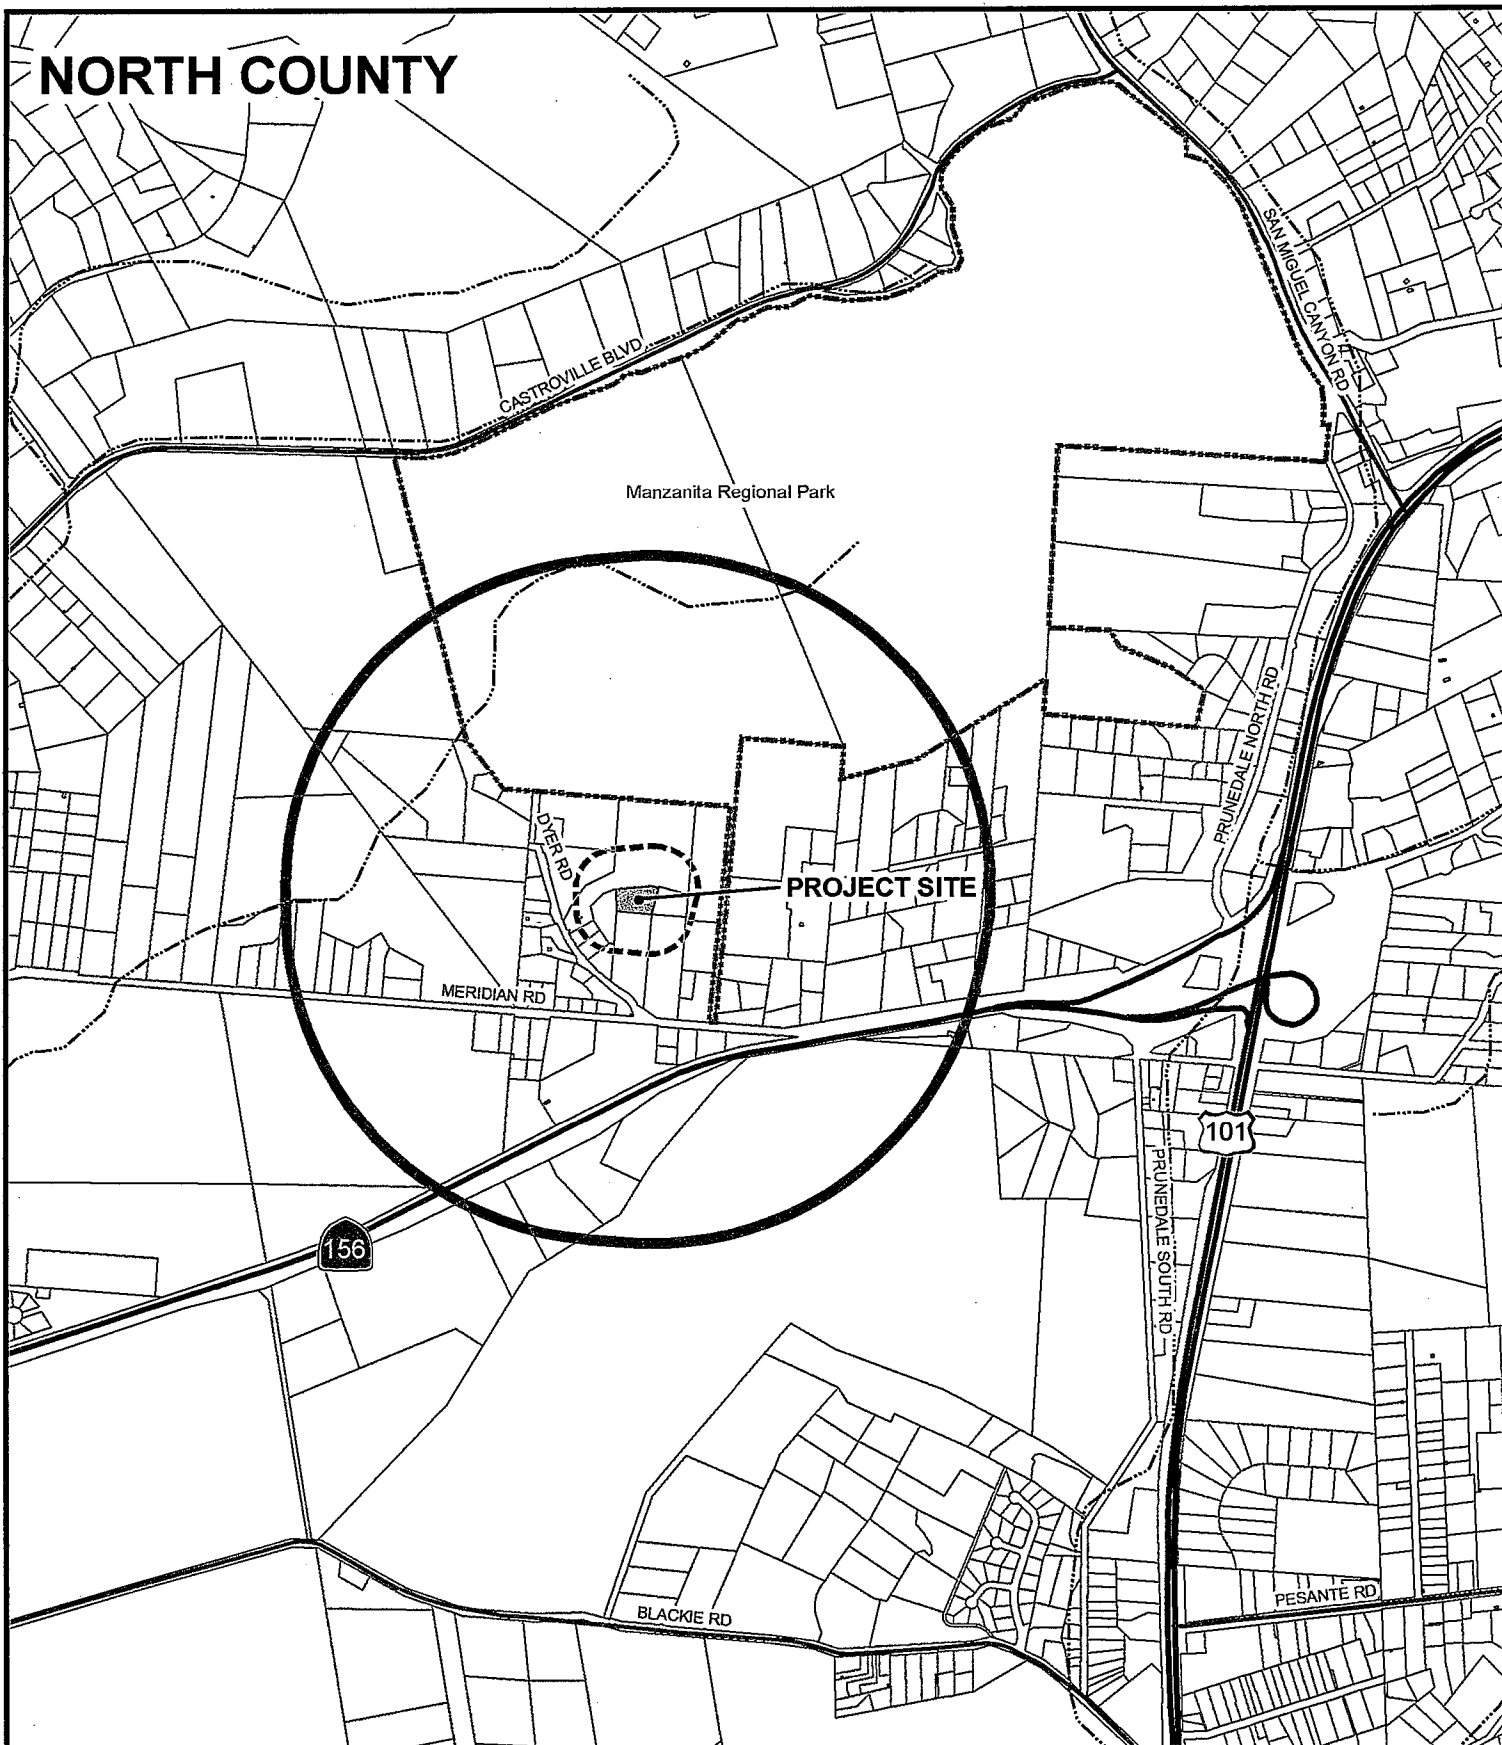 NORTH COUNTY
SAN MIGUEL CANYON RD
CASTROVILLE BLVD
Manzanita Regional Park
PRUNEDALE NORTH RD
DYER RD
PROJECT SITE
MERIDIAN RD
101
PRUNEDALE SOUTH RD
156
PESANTE RD
BLACKIE RD